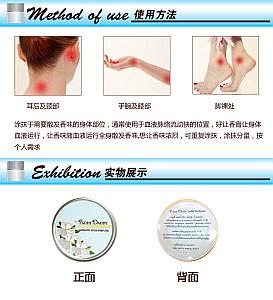 Method of use 使用方法
耳后及颈部
手腕及膝部
脚裸处
涂抹于需要散发香味的身体部位，通常使用于血液脉络流动快的位置，好让香膏让身体
血液运行，让香味随血液运行全身散发香味,想让香味浓烈，可重复涂抹，涂抹分量，按
个人需求
Exhibition 实物展示
正面
背面